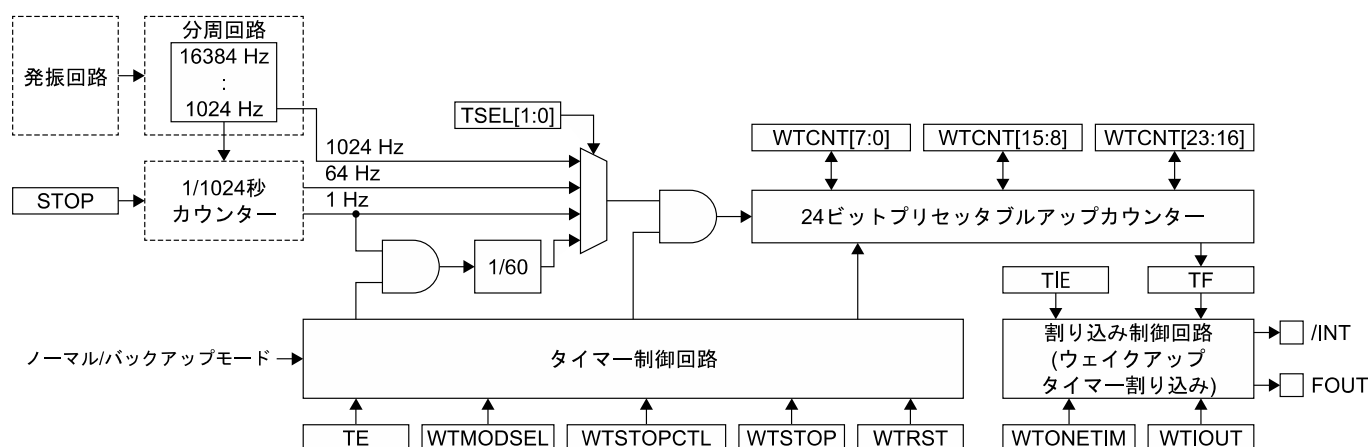 分周回路
16384 Hz
:
1024 Hz
発振回路
TSEL[1:0]
1024 Hz
64 Hz
1 Hz
WTCNT[7:0]
WTCNT[15:8]
WTCNT[23:16]
STOP
1/1024秒
カウンター
24ビットプリセッタブルアップカウンター
1/60
TIE
TF
ノーマル/バックアップモード
タイマー制御回路
割り込み制御回路
(ウェイクアップ
タイマー割り込み)
/INT
FOUT
TE
WTMODSEL
WTSTOPCTL
WTSTOP
WTRST
WTONETIM
WTIOUT